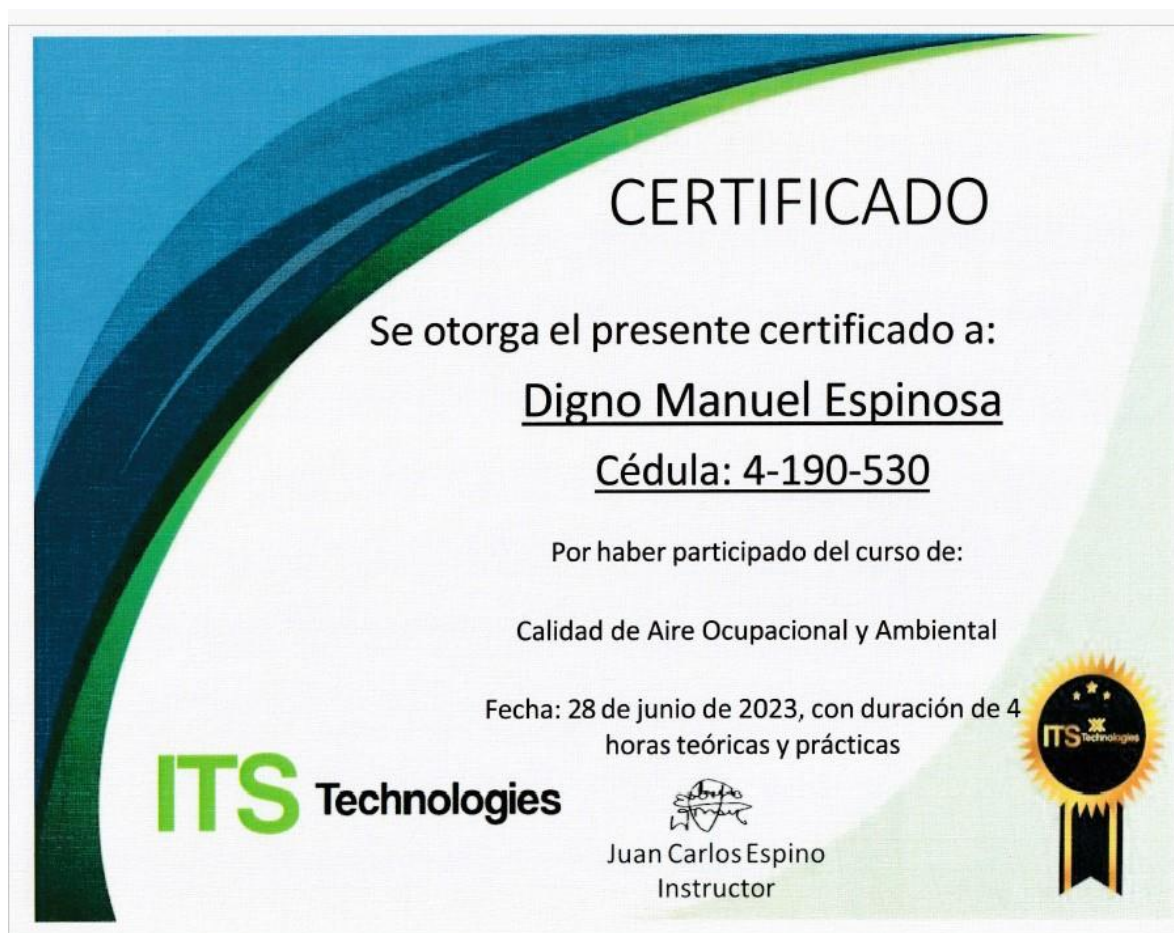 CERTIFICADO
Se otorga el presente certificado a:
Digno Manuel Espinosa
Cédula: 4-190-530
Por haber participado del curso de:
Calidad de Aire Ocupacional y Ambiental
Fecha: 28 de junio de 2023, con duración de 4
horas teóricas y prácticas
ITS Technologies
ITS Technologies
Juan Carlos Espino
Instructor